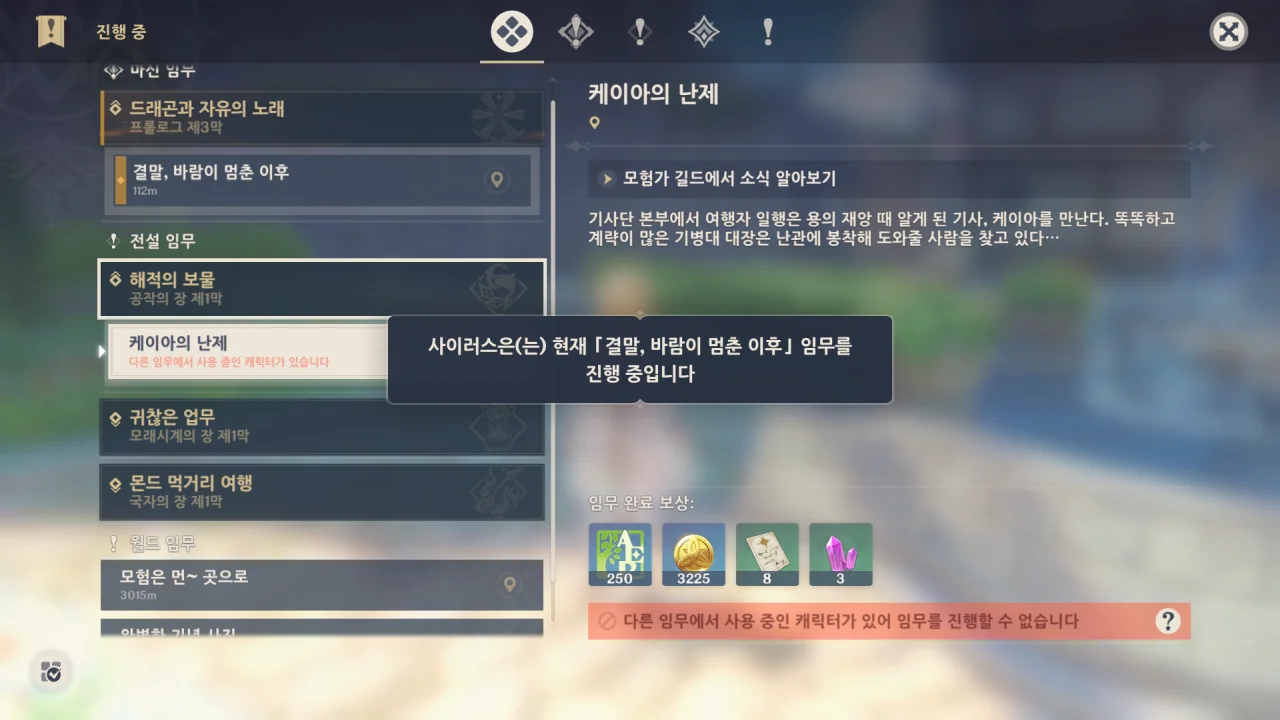 진행 중
마신 임무
드래곤과 자유의 노래
프롤로그 제3막
결말, 바람이 멈춘 이후
112m
전설 임무
해적의 보물
공작의 장 제1막
케이아의 난제
다른 임무에서 사용 중인 캐릭터가 있습니다
귀찮은 업무
모래시계의 장 제1막
몬드 먹거리 여행
국자의 장 제1막
월드 임무
모험은 먼~ 곳으로
3015m
케이아의 난제
모험가 길드에서 소식 알아보기
기사단 본부에서 여행자 일행은 용의 재앙 때 알게 된 기사, 케이아를 만난다. 똑똑하고
계략이 많은 기병대 대장은 난관에 봉착해 도와줄 사람을 찾고 있다…
사이러스은(는) 현재 「결말, 바람이 멈춘 이후」 임무를
진행 중입니다
임무 완료 보상:
250
3225
8
3
다른 임무에서 사용 중인 캐릭터가 있어 임무를 진행할 수 없습니다